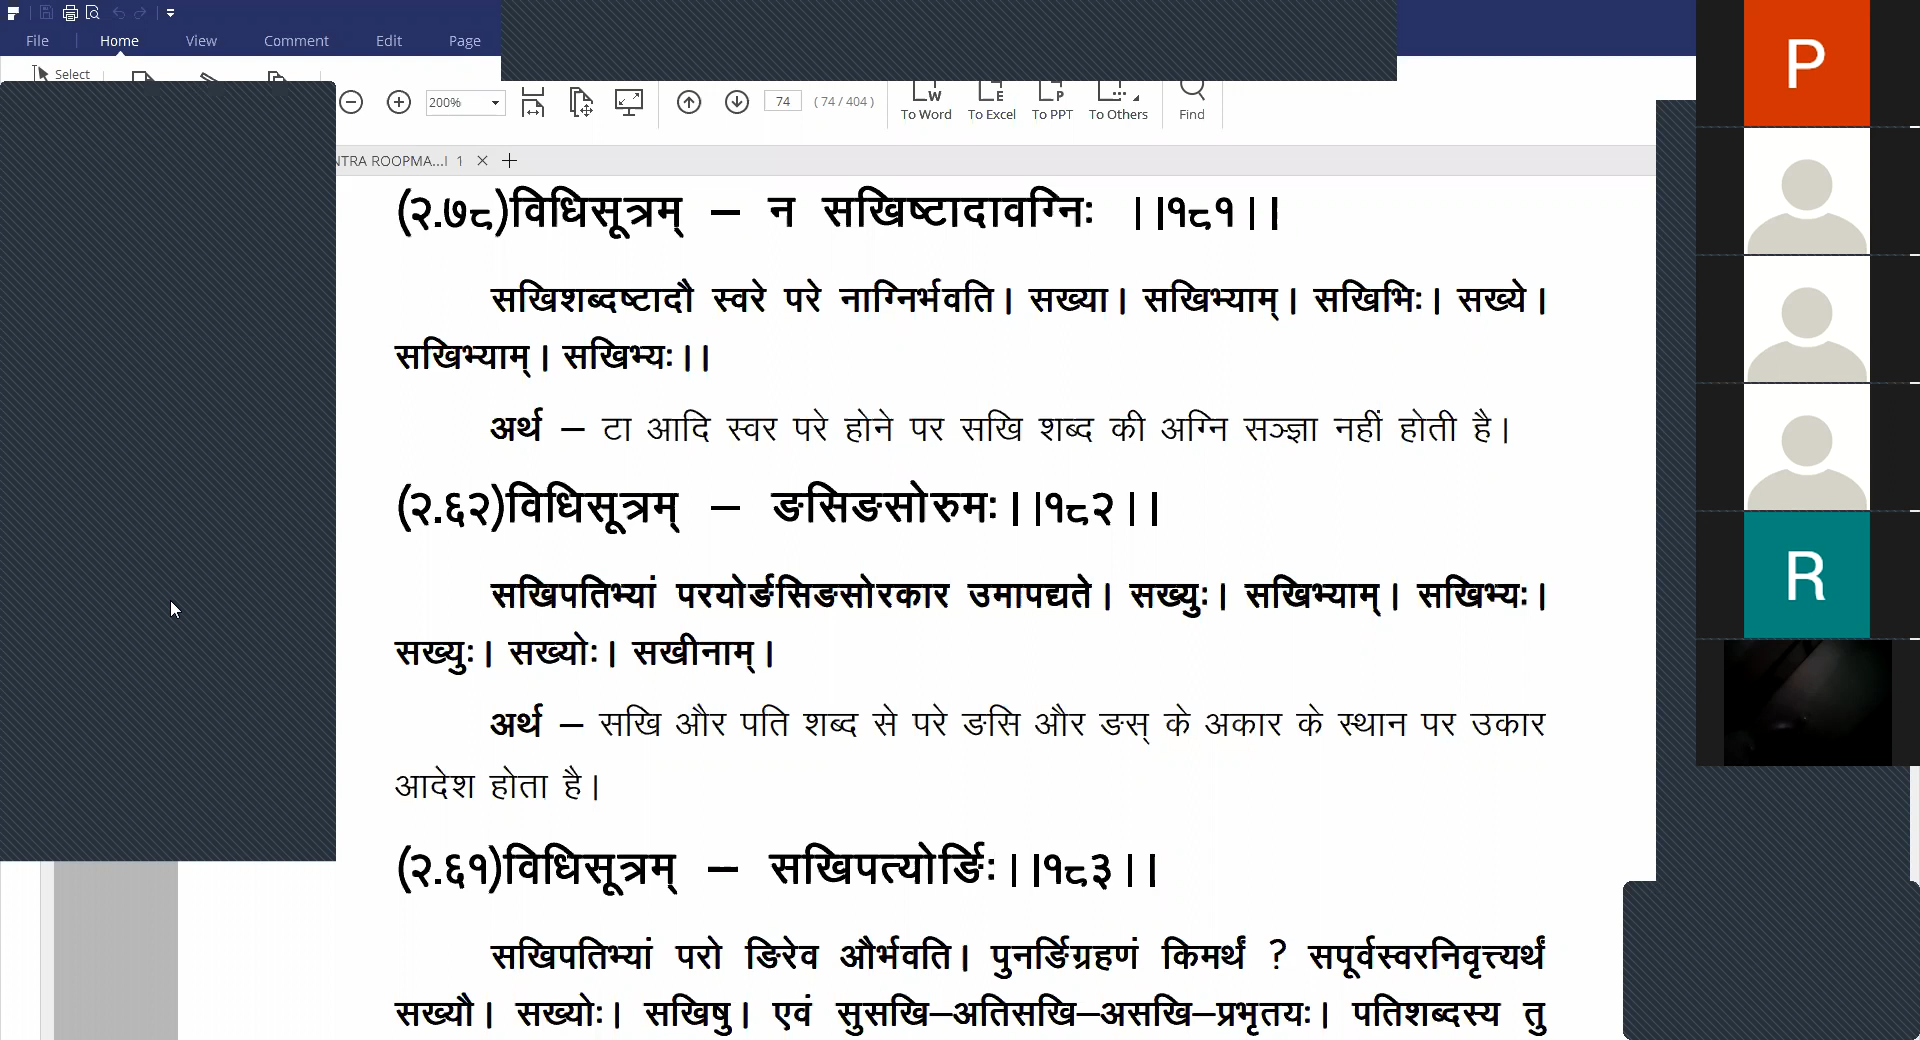 File Home View Comment Edit Page
Select
200% 74 ( 74 / 404 ) To Word To Excel To PPT To Others Find
NTRA ROOPMA...। 1
(२.७८)विधिसूत्रम् – न सखिष्टादावग्निः ।।१८१।।
सखिशब्दष्टादौ स्वरे परे नाग्निर्भवति। सख्या। सखिभ्याम्। सखिभिः। सख्ये।
सखिभ्याम्। सखिभ्यः।।
अर्थ – टा आदि स्वर परे होने पर सखि शब्द की अग्नि सञ्ज्ञा नहीं होती है।
(२.६२)विधिसूत्रम् – ङसिङसोरुमः।।१८२।।
सखिपतिभ्यां परयोर्ङसिङसोरकार उमापद्यते। सख्युः। सखिभ्याम्। सखिभ्यः।
सख्युः। सख्योः। सखीनाम्।
अर्थ – सखि और पति शब्द से परे ङसि और ङस् के अकार के स्थान पर उकार
आदेश होता है।
(२.६१)विधिसूत्रम् – सखिपत्योर्ङिः।।१८३।।
सखिपतिभ्यां परो ङिरेव और्भवति। पुनर्ङिग्रहणं किमर्थं ? सपूर्वस्वरनिवृत्त्यर्थं
सख्यौ। सख्योः। सखिषु। एवं सुसखि–अतिसखि–असखि–प्रभृतयः। पतिशब्दस्य तु
P
R